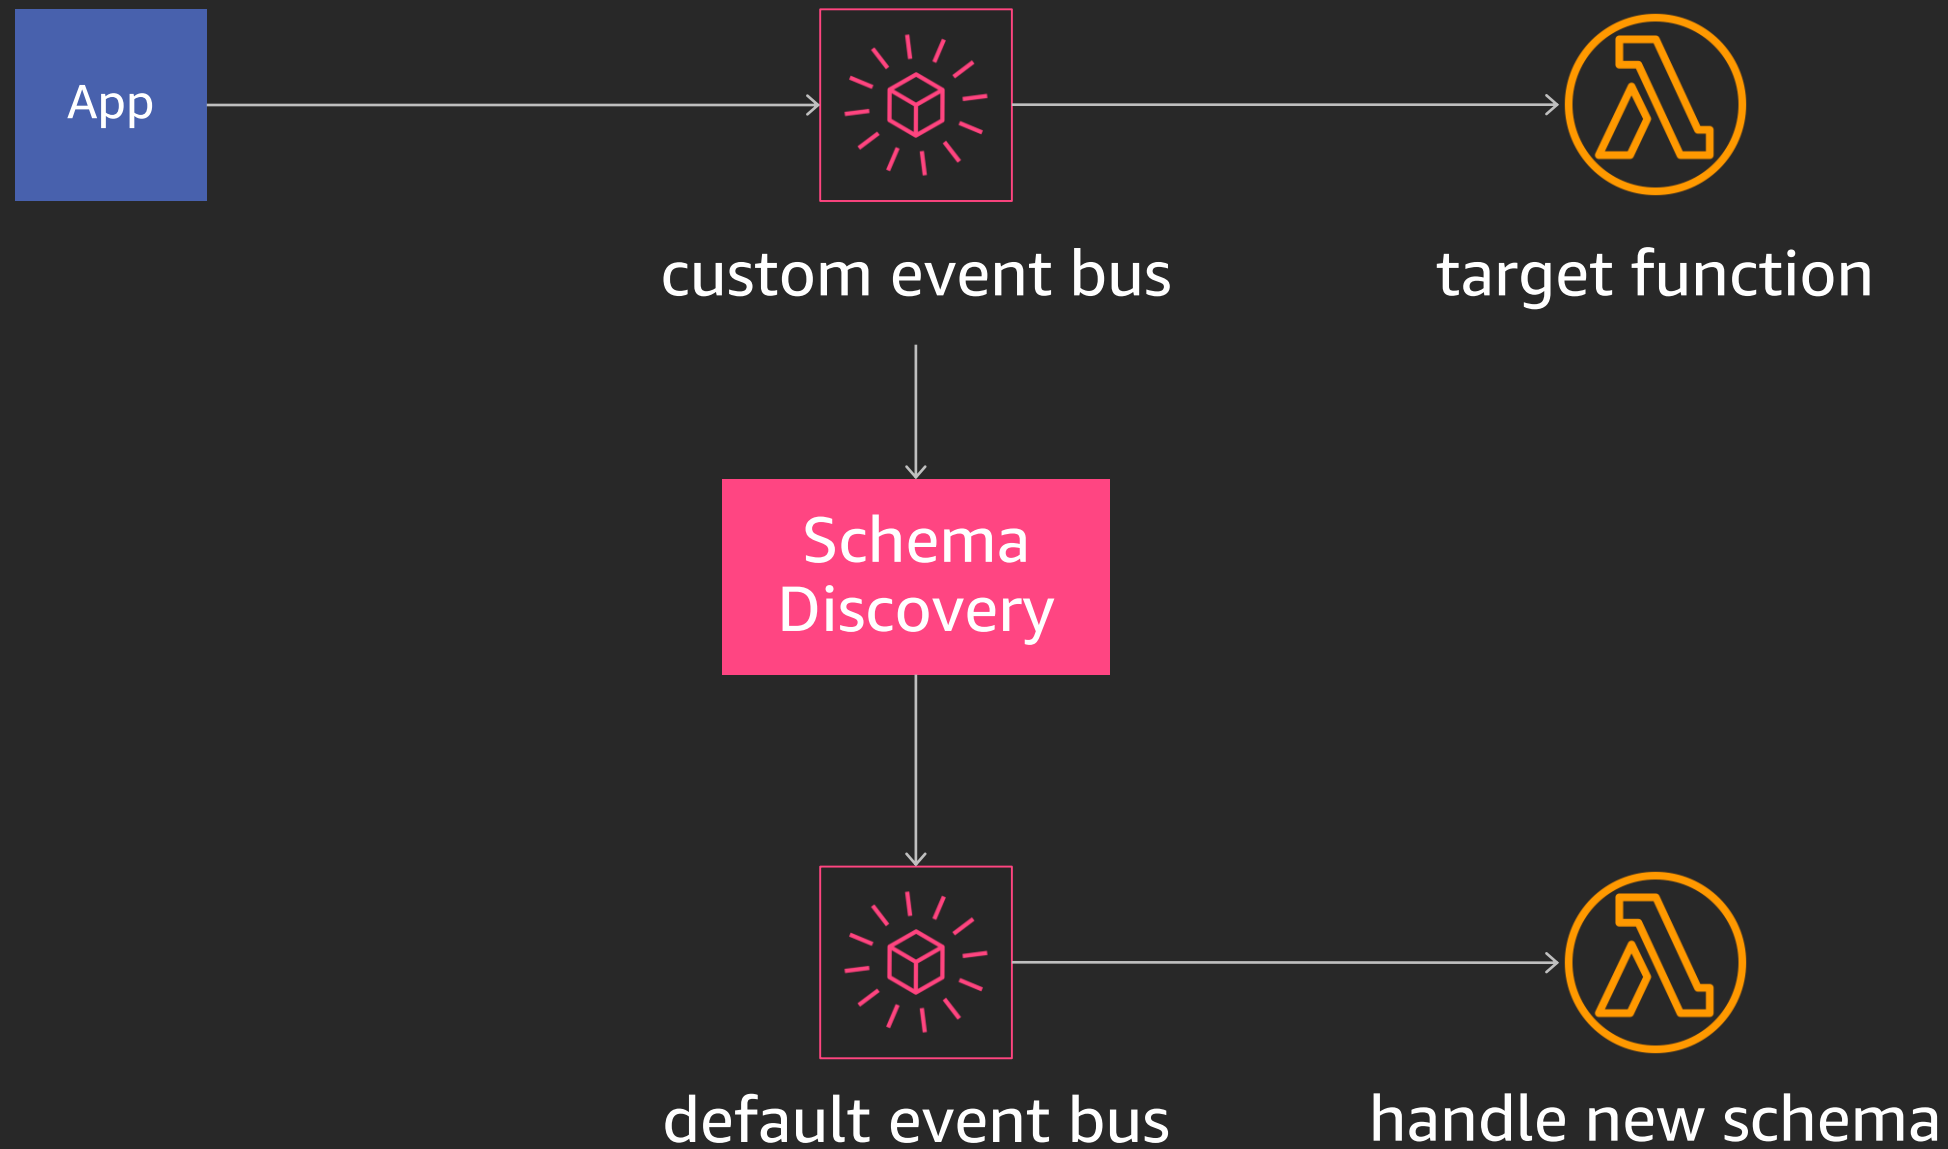 App
custom event bus
target function
Schema
Discovery
default event bus
handle new schema